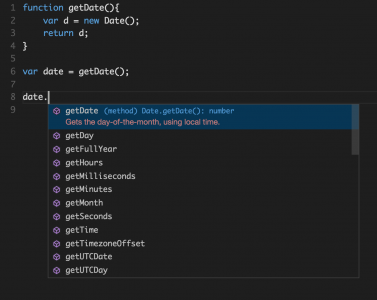 1 function getDate(){
2 var d = new Date();
3 return d;
4 }
5
6 var date = getDate();
7
8 date.
getDate (method) Date.getDate(): number
Gets the day-of-the-month, using local time.
9
getDay
getFullYear
getHours
getMilliseconds
getMinutes
getMonth
getSeconds
getTime
getTimezoneOffset
getUTCDate
getUTCDay